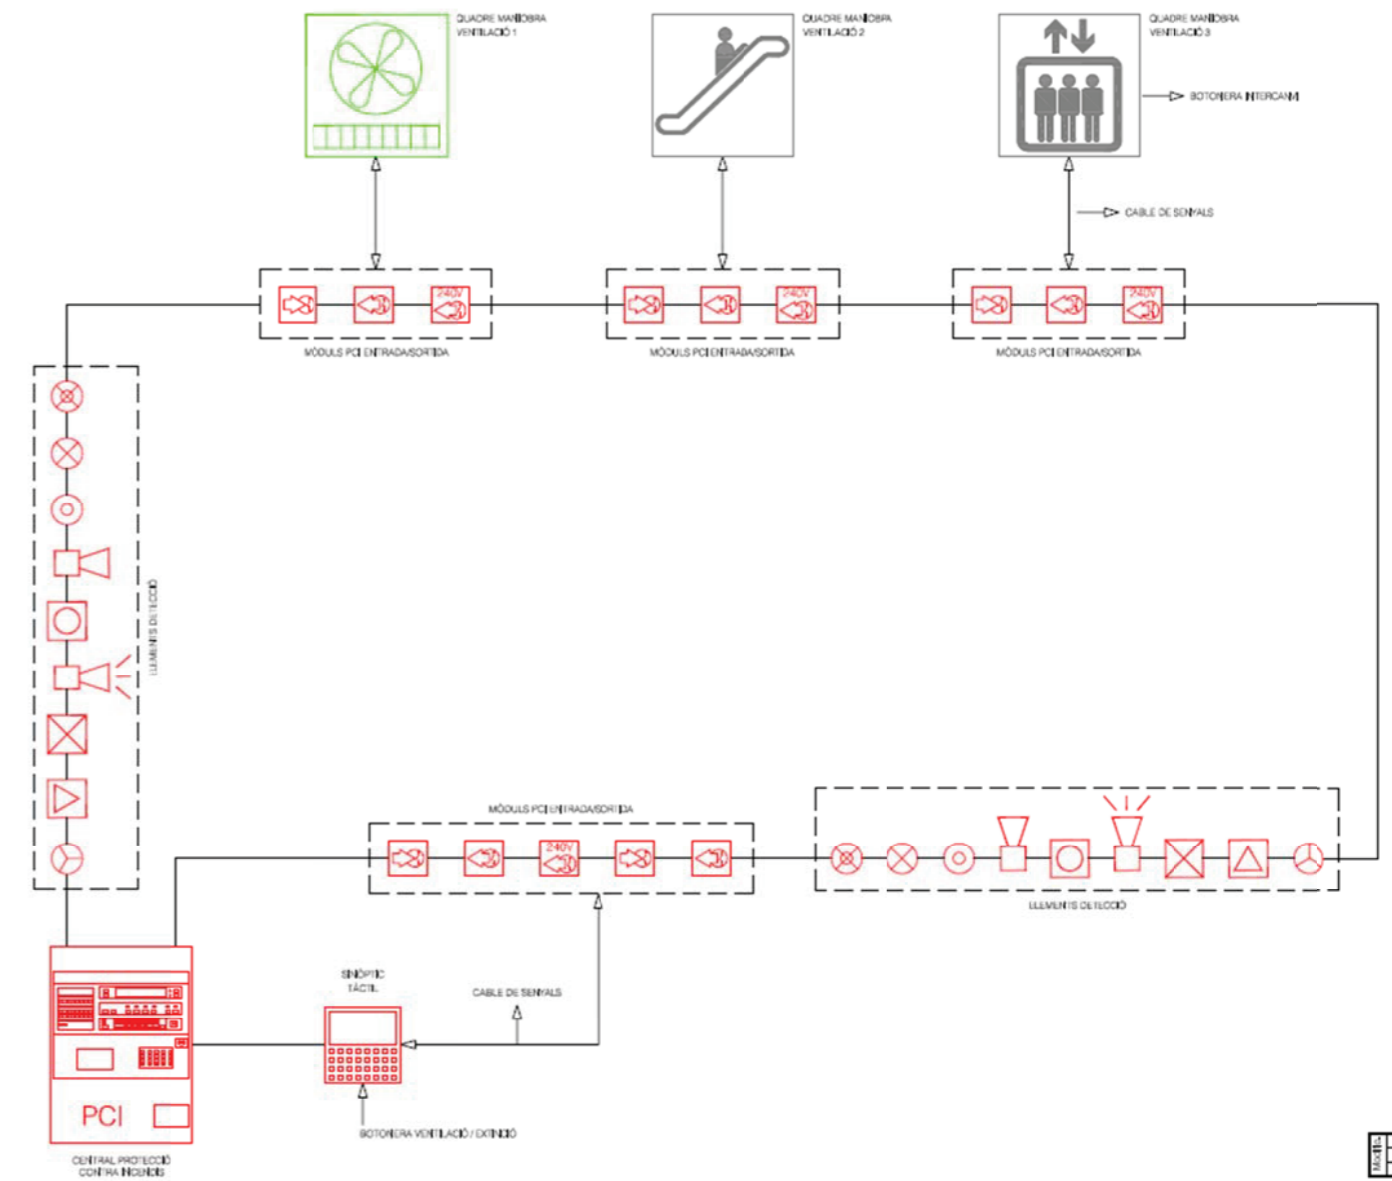 QUADRE MANIOBRA
VENTILACIÓ 1
QUADRE MANIOBRA
VENTILACIÓ 2
QUADRE MANIOBRA
VENTILACIÓ 3
BOTONERA INTERCANVI
CABLE DE SENYALS
240V
240V
240V
MÒDULS PCI ENTRADA/SORTIDA
MÒDULS PCI ENTRADA/SORTIDA
MÒDULS PCI ENTRADA/SORTIDA
ELEMENTS DETECCIÓ
MÒDULS PCI ENTRADA/SORTIDA
240V
ELEMENTS DETECCIÓ
SINÒPTIC
TÀCTIL
CABLE DE SENYALS
PCI
BOTONERA VENTILACIÓ / EXTINCIÓ
CENTRAL PROTECCIÓ
CONTRA INCENDIS